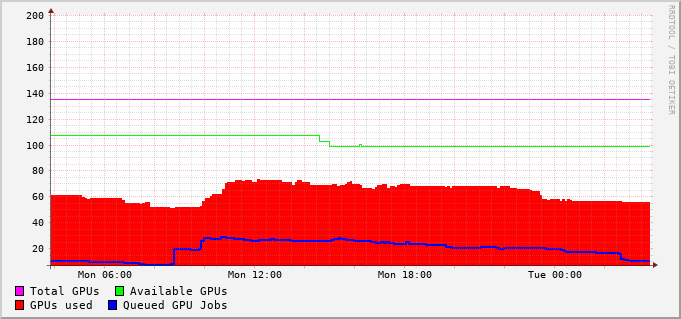 200
180
160
140
120
100
80
60
40
20
Mon 06:00 Mon 12:00 Mon 18:00 Tue 00:00
Total GPUs Available GPUs
GPUs used Queued GPU Jobs
RRDTOOL / TOBI OETIKER